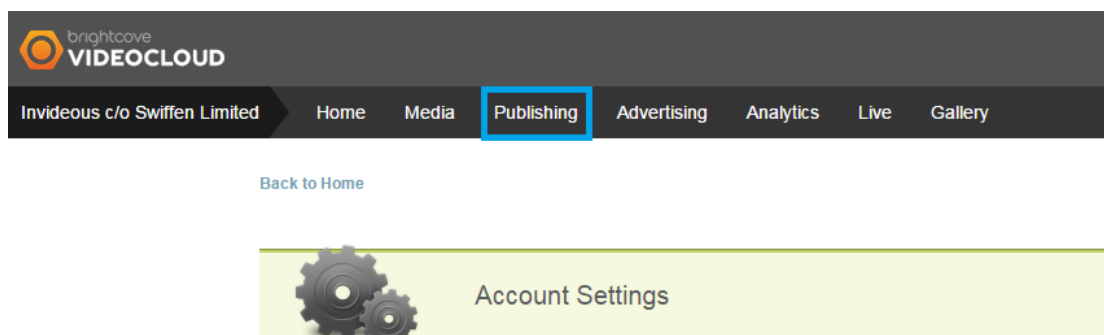 brightcove
VIDEOCLOUD
Invideous c/o Swiffen Limited Home Media Publishing Advertising Analytics Live Gallery
Back to Home
Account Settings